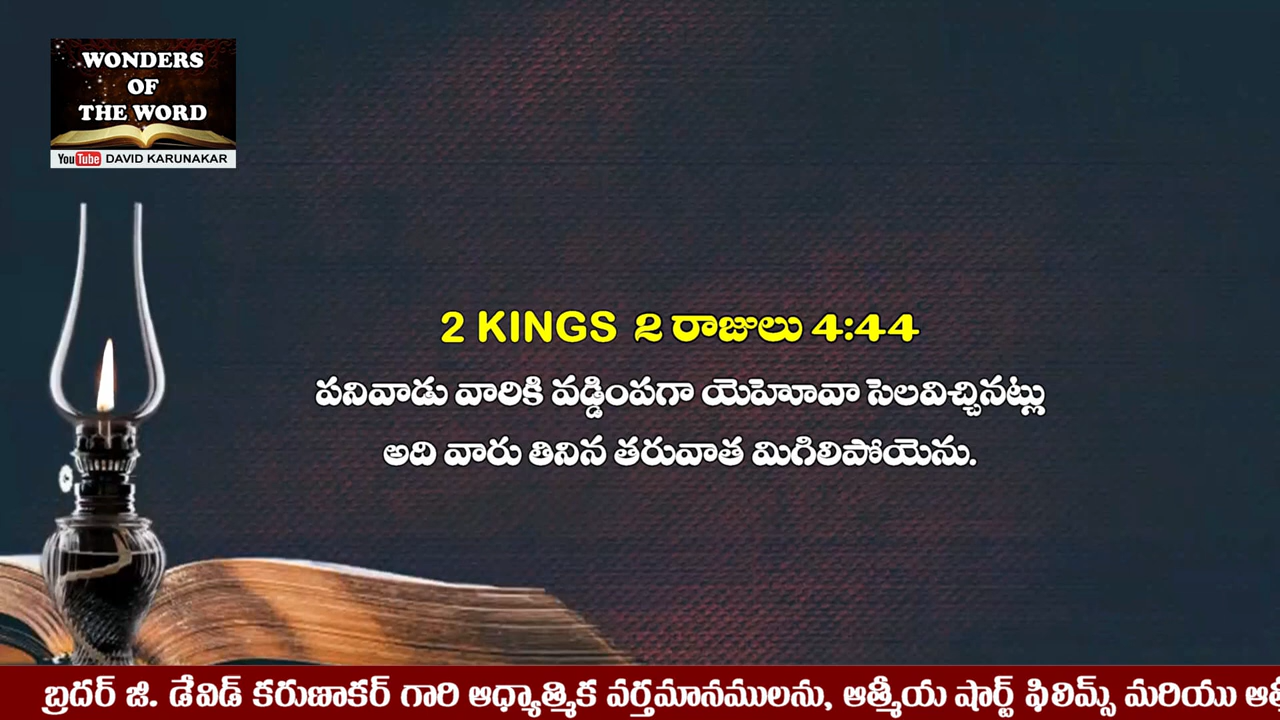 WONDERS
OF
THE WORD
YouTube DAVID KARUNAKAR
2 KINGS 2 రాజులు 4:44
పనివాడు వారికి వడ్డింపగా యెహోవా సెలవిచ్చినట్లు
అది వారు తినిన తరువాత మిగిలిపోయెను.
బ్రదర్ జి. డేవిడ్ కరుణాకర్ గారి ఆధ్యాత్మిక వర్తమానములను, ఆత్మీయ షార్ట్ ఫిలిమ్స్ మరియు